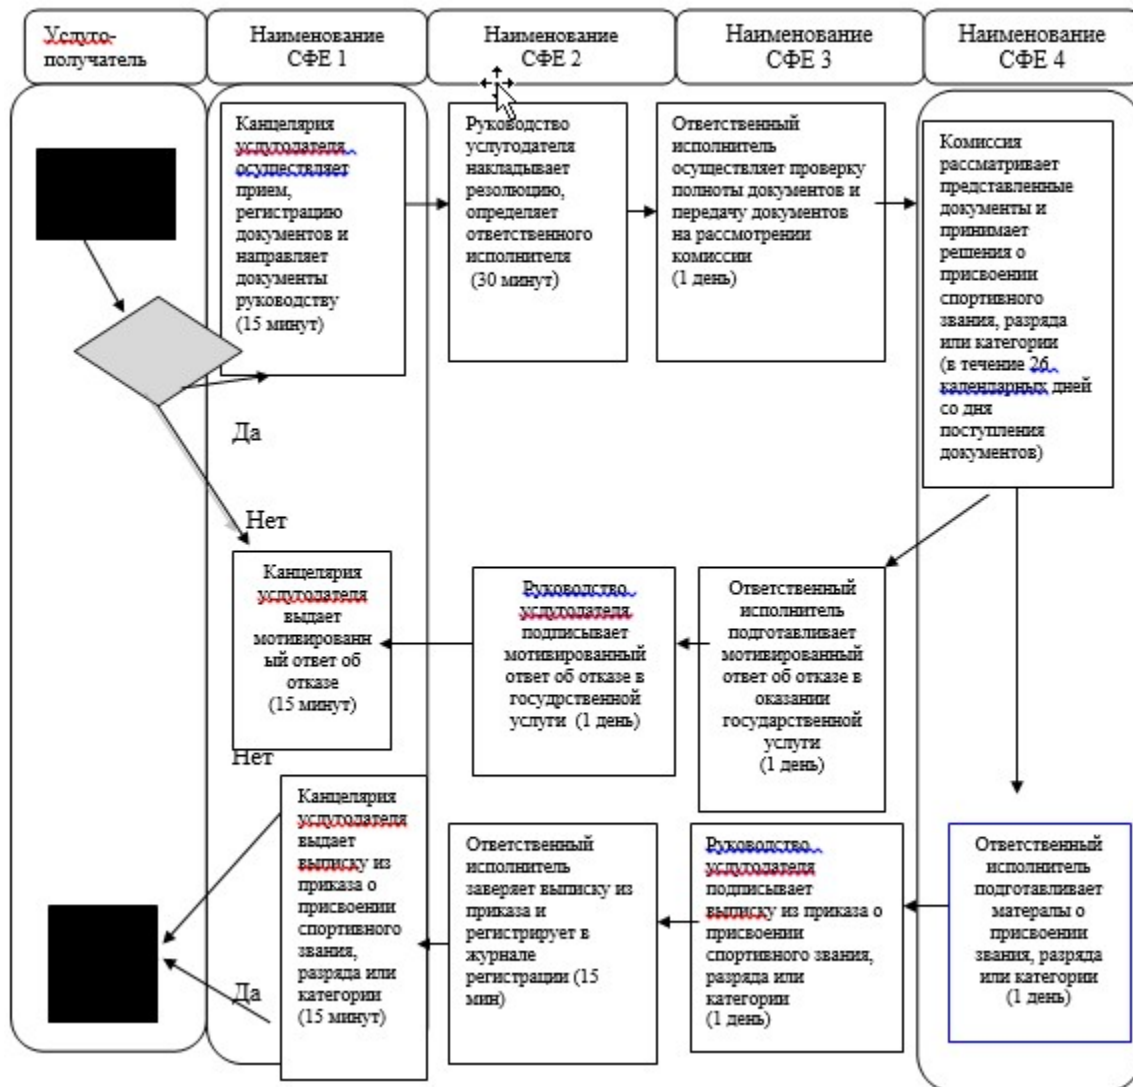 Услуго-
получатель
Наименование
СФЕ 1
Наименование
СФЕ 2
Наименование
СФЕ 3
Наименование
СФЕ 4
Канцелярия
услугодателя
осуществляет
прием,
регистрацию
документов и
направляет
документы
руководству
(15 минут)
Руководство
услугодателя
накладывает
резолюцию,
определяет
ответственного
исполнителя
(30 минут)
Ответственный
исполнитель
осуществляет проверку
полноты документов и
передачу документов
на рассмотрении
комиссии
(1 день)
Комиссия
рассматривает
представленные
документы и
принимает
решения о
присвоении
спортивного
звания, разряда
или категории
(в течение 26
календарных дней
со дня
поступления
документов)
Да
Нет
Канцелярия
услугодателя
выдает
мотивированн
ый ответ об
отказе
(15 минут)
Руководство
услугодателя
подписывает
мотивированный
ответ об отказе в
госудрственной
услуги (1 день)
Ответственный
исполнитель
подготавливает
мотивированный
ответ об отказе в
оказании
государственной
услуги
(1 день)
Нет
Канцелярия
услугодателя
выдает
выписку из
приказа о
присвоении
спортивного
звания,
разряда или
категории
(15 минут)
Ответственный
исполнитель
заверяет выписку из
приказа и
регистрирует в
журнале
регистрации (15
мин)
Руководство
услугодателя
подписывает
выписку из приказа о
присвоении
спортивного звания,
разряда или
категории
(1 день)
Ответственный
исполнитель
подготавливает
матералы о
присвоении
звания, разряда
или категории
(1 день)
Да